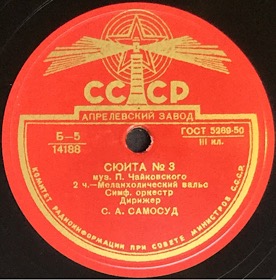 СССР
АПРЕЛЕВСКИЙ ЗАВОД
Б—5
14188
ГОСТ 5289-50
III кл.
СЮИТА № 3
муз. П. Чайковского
2 ч.—Меланхолический вальс
Симф. оркестр
Дирижер
С. А. САМОСУД
КОМИТЕТ РАДИОИНФОРМАЦИИ ПРИ СОВЕТЕ МИНИСТРОВ С.С.С.Р.